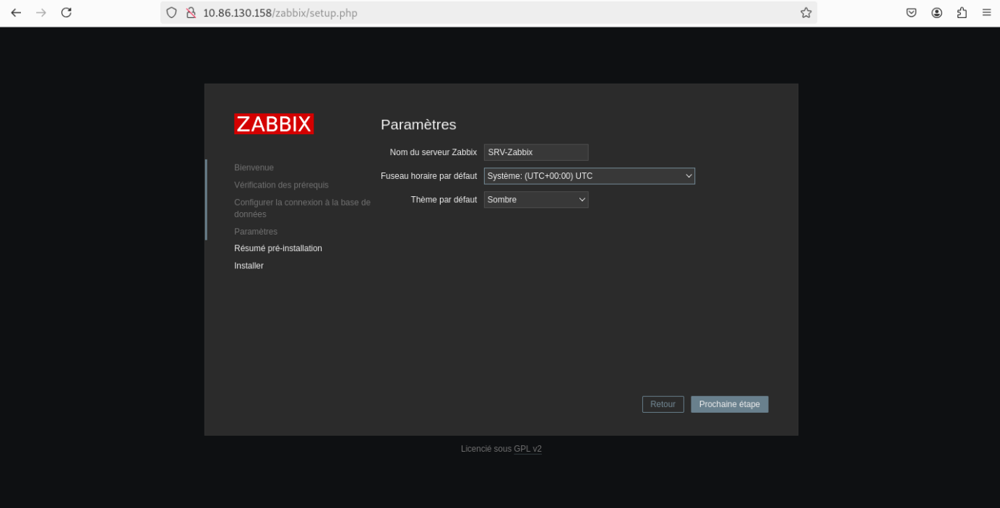 10.86.130.158/zabbix/setup.php
ZABBIX
Bienvenue
Vérification des prérequis
Configurer la connexion à la base de
données
Paramètres
Résumé pré-installation
Installer
Paramètres
Nom du serveur Zabbix SRV-Zabbix
Fuseau horaire par défaut Système: (UTC+00:00) UTC
Thème par défaut Sombre
Retour Prochaine étape
Licencié sous GPL v2